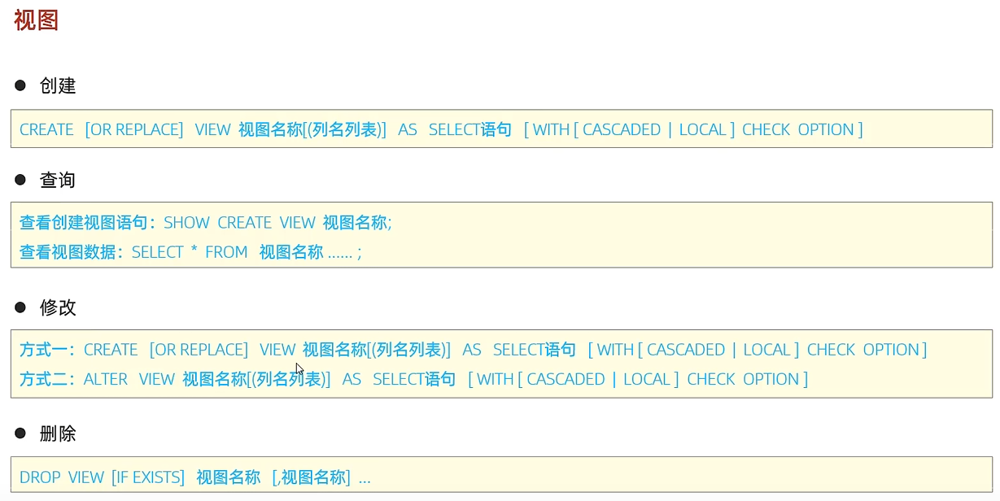 视图
● 创建
CREATE [OR REPLACE] VIEW 视图名称[(列名列表)] AS SELECT语句 [ WITH [ CASCADED | LOCAL ] CHECK OPTION ]
● 查询
查看创建视图语句：SHOW CREATE VIEW 视图名称;
查看视图数据：SELECT * FROM 视图名称 ...... ;
● 修改
方式一：CREATE [OR REPLACE] VIEW 视图名称[(列名列表)] AS SELECT语句 [ WITH [ CASCADED | LOCAL ] CHECK OPTION ]
方式二：ALTER VIEW 视图名称[(列名列表)] AS SELECT语句 [ WITH [ CASCADED | LOCAL ] CHECK OPTION ]
● 删除
DROP VIEW [IF EXISTS] 视图名称 [,视图名称] ...